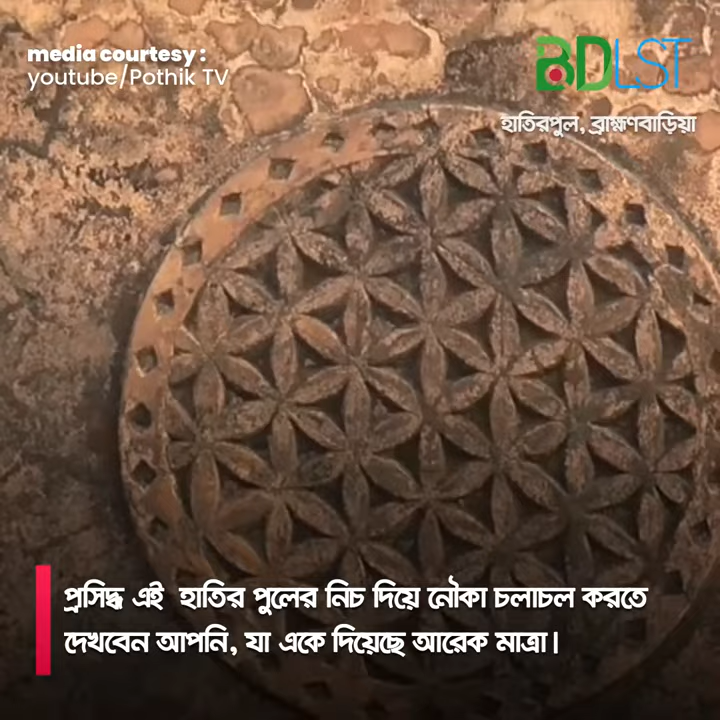 media courtesy :
youtube/Pothik TV
BDLST
হাতিরপুল, ব্রাহ্মণবাড়িয়া
প্রসিদ্ধ এই হাতির পুলের নিচ দিয়ে নৌকা চলাচল করতে
দেখবেন আপনি, যা একে দিয়েছে আরেক মাত্রা।